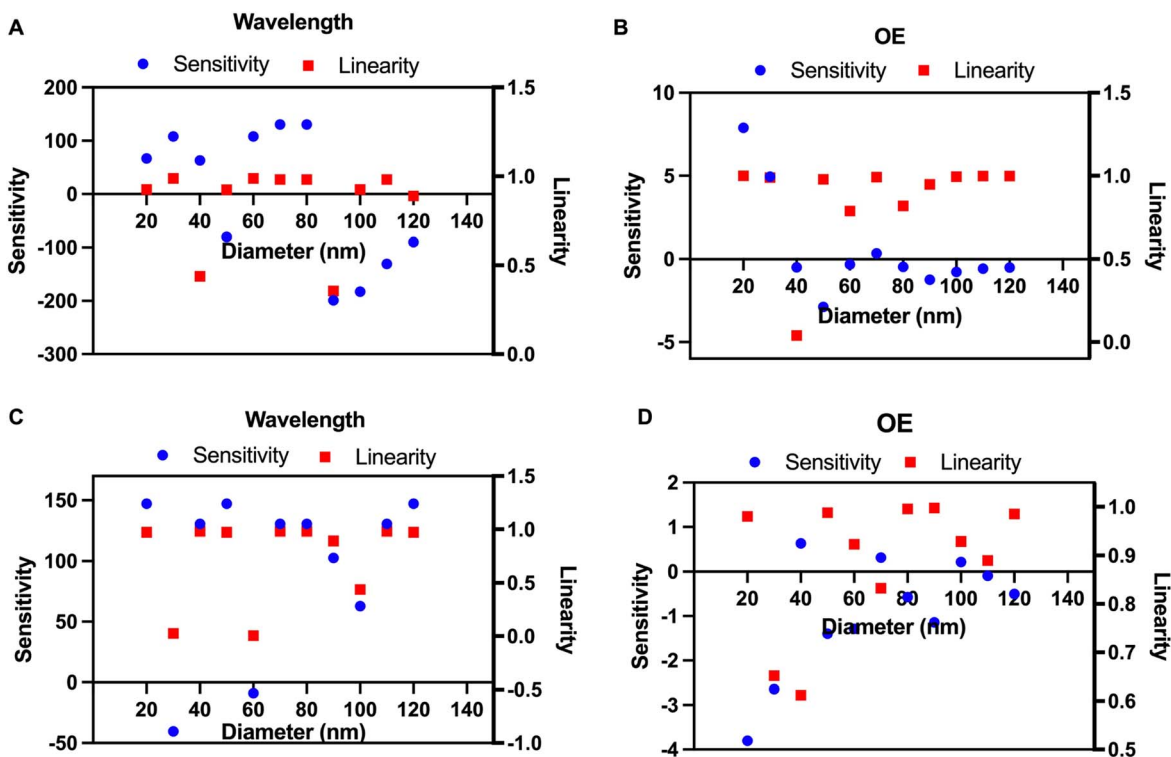 A
Wavelength
Sensitivity Linearity
200
100
0
-100
-200
-300
1.5
1.0
0.5
0.0
20 40 60 80 100 120 140
Diameter (nm)
Sensitivity
Linearity
B
OE
Sensitivity Linearity
10
5
0
-5
1.5
1.0
0.5
0.0
20 40 60 80 100 120 140
Diameter (nm)
Sensitivity
Linearity
C
Wavelength
Sensitivity Linearity
150
100
50
0
-50
1.5
1.0
0.5
0.0
-0.5
-1.0
20 40 60 80 100 120 140
Diameter (nm)
Sensitivity
Linearity
D
OE
Sensitivity Linearity
2
1
0
-1
-2
-3
-4
1.0
0.9
0.8
0.7
0.6
0.5
20 40 60 80 100 120 140
Diameter (nm)
Sensitivity
Linearity